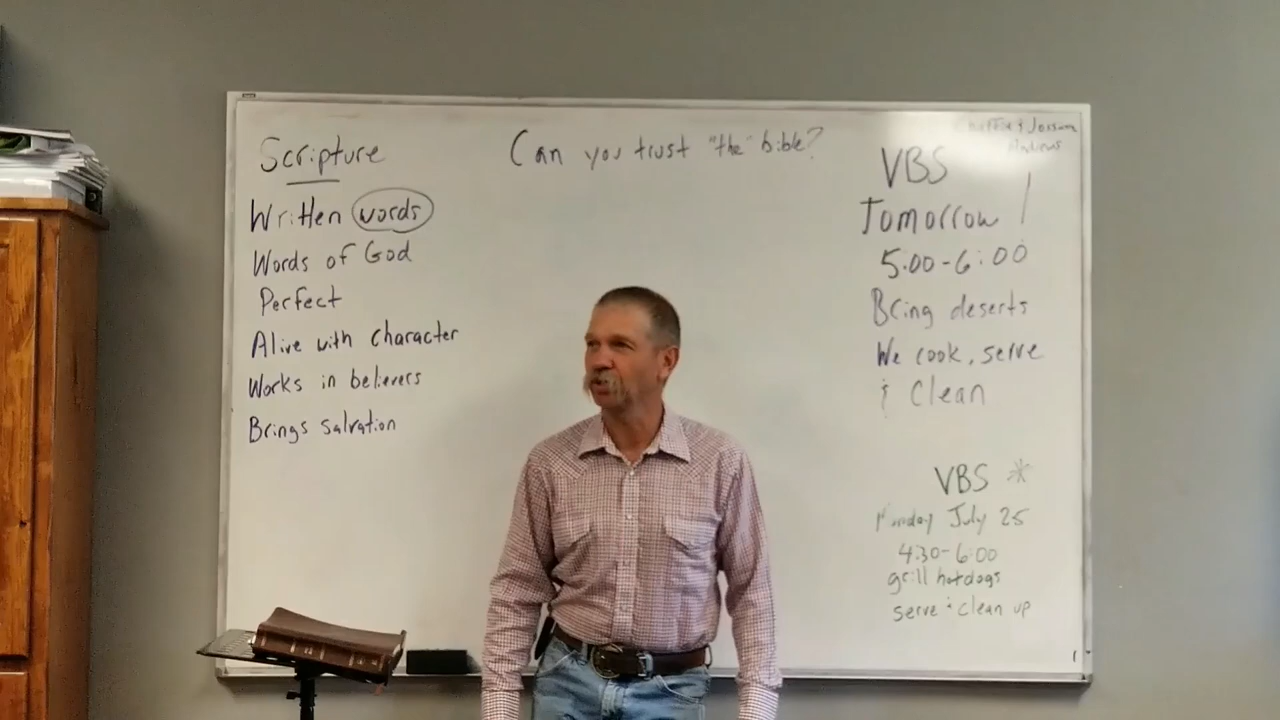 Scripture
Written words
Words of God
Perfect
Alive with character
Works in believers
Brings salvation
Can you trust "the" bible?
VBS
Tomorrow!
5:00-6:00
Bring deserts
We cook, serve
& Clean
VBS *
Monday July 25
4:30-6:00
grill hotdogs
serve & clean up